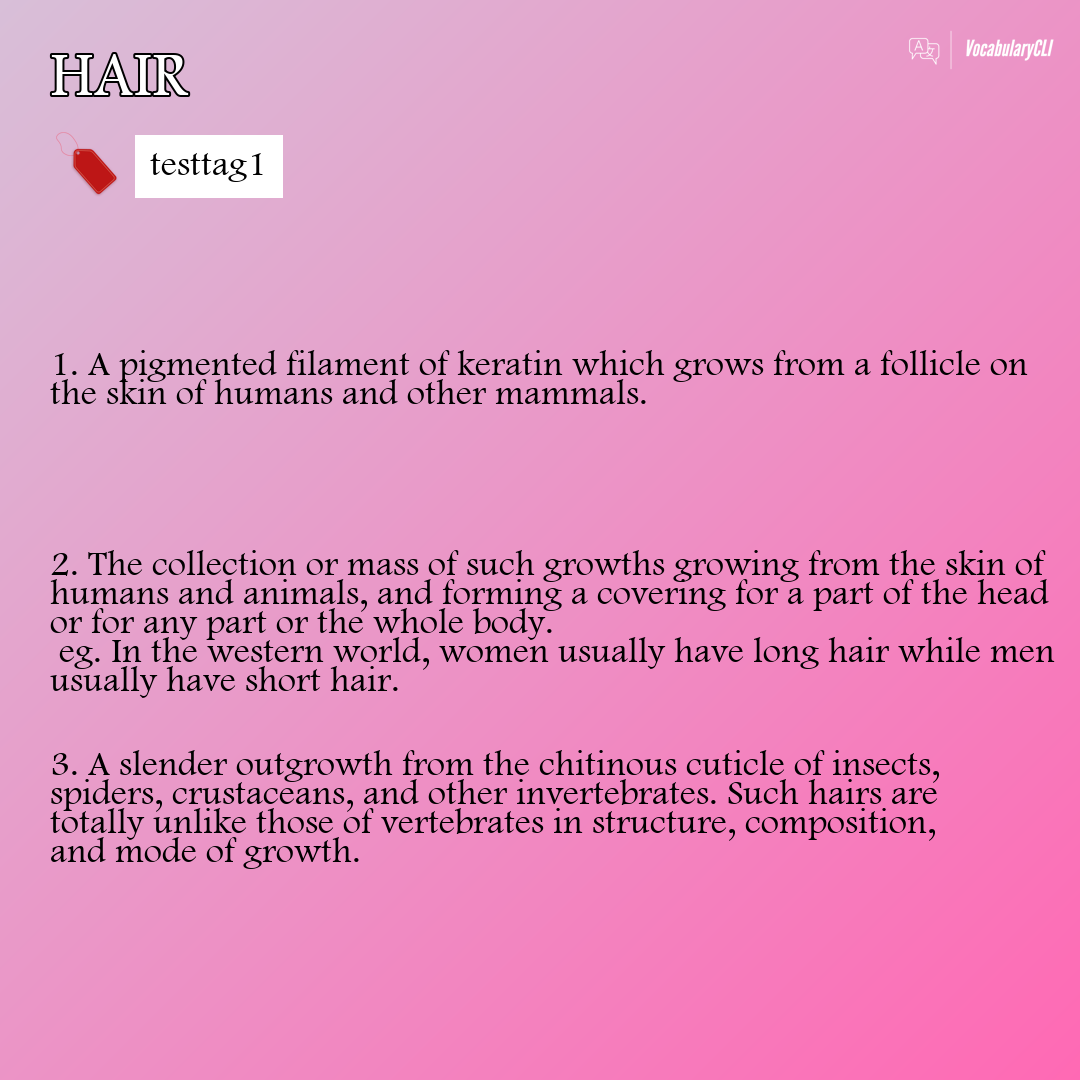 HAIR
VocabularyCLI
testtag1
1. A pigmented filament of keratin which grows from a follicle on
the skin of humans and other mammals.
2. The collection or mass of such growths growing from the skin of
humans and animals, and forming a covering for a part of the head
or for any part or the whole body.
eg. In the western world, women usually have long hair while men
usually have short hair.
3. A slender outgrowth from the chitinous cuticle of insects,
spiders, crustaceans, and other invertebrates. Such hairs are
totally unlike those of vertebrates in structure, composition,
and mode of growth.